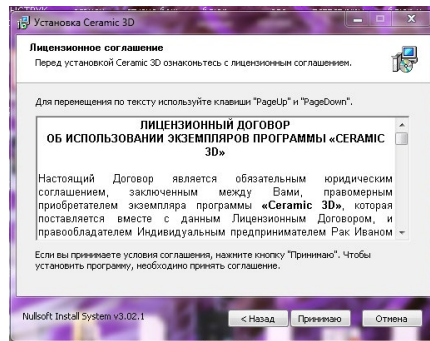 Установка Ceramic 3D
Лицензионное соглашение
Перед установкой Ceramic 3D ознакомьтесь с лицензионным соглашением.
Для перемещения по тексту используйте клавиши "PageUp" и "PageDown".
ЛИЦЕНЗИОННЫЙ ДОГОВОР
ОБ ИСПОЛЬЗОВАНИИ ЭКЗЕМПЛЯРОВ ПРОГРАММЫ «CERAMIC
3D»
Настоящий Договор является обязательным юридическим
соглашением, заключенным между Вами, правомерным
приобретателем экземпляра программы «Ceramic 3D», которая
поставляется вместе с данным Лицензионным Договором, и
правообладателем Индивидуальным предпринимателем Рак Иваном
Если вы принимаете условия соглашения, нажмите кнопку "Принимаю". Чтобы
установить программу, необходимо принять соглашение.
Nullsoft Install System v3.02.1
< Назад Принимаю Отмена